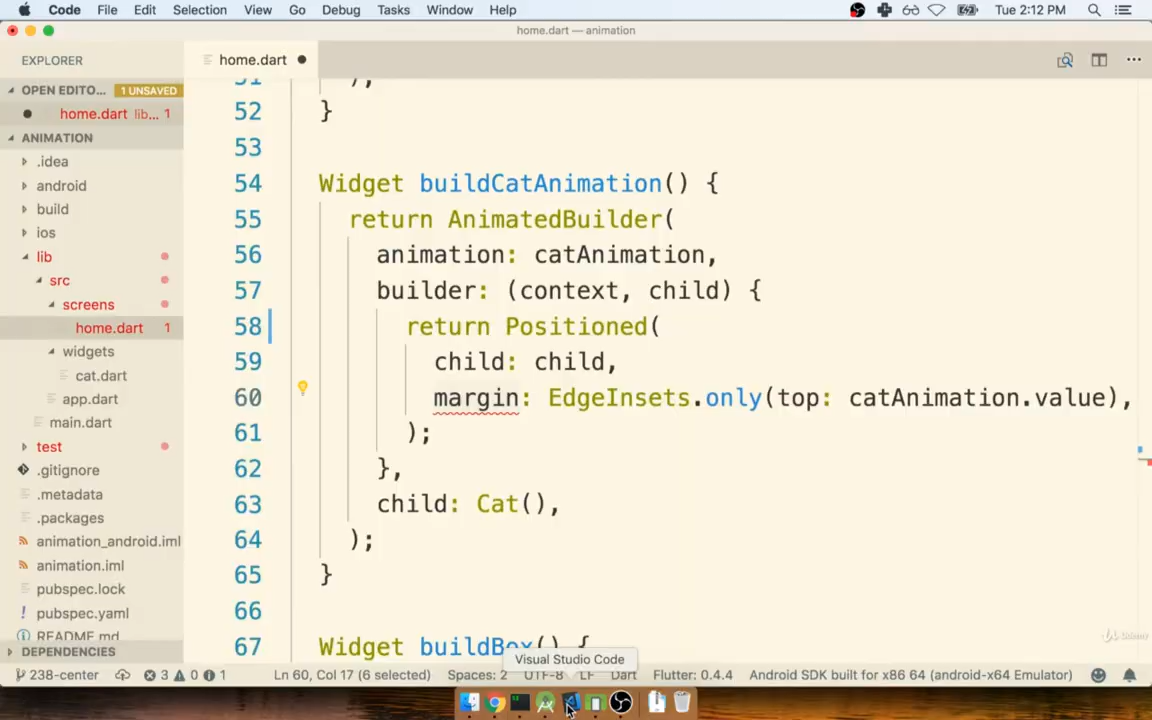 Code File Edit Selection View Go Debug Tasks Window Help Tue 2:12 PM
home.dart — animation
EXPLORER
home.dart
OPEN EDITO... 1 UNSAVED
home.dart lib... 1
ANIMATION
.idea
android
build
ios
lib
src
screens
home.dart 1
widgets
cat.dart
app.dart
main.dart
test
.gitignore
.metadata
.packages
animation_android.iml
animation.iml
pubspec.lock
pubspec.yaml
README.md
DEPENDENCIES
51 );
52 }
53
54 Widget buildCatAnimation() {
55 return AnimatedBuilder(
56 animation: catAnimation,
57 builder: (context, child) {
58 return Positioned(
59 child: child,
60 margin: EdgeInsets.only(top: catAnimation.value),
61 );
62 },
63 child: Cat(),
64 );
65 }
66
67 Widget buildBox() {
Visual Studio Code
238-center 3 0 1 Ln 60, Col 17 (6 selected) Spaces: 2 UTF-8 LF Dart Flutter: 0.4.4 Android SDK built for x86 64 (android-x64 Emulator)
Udemy